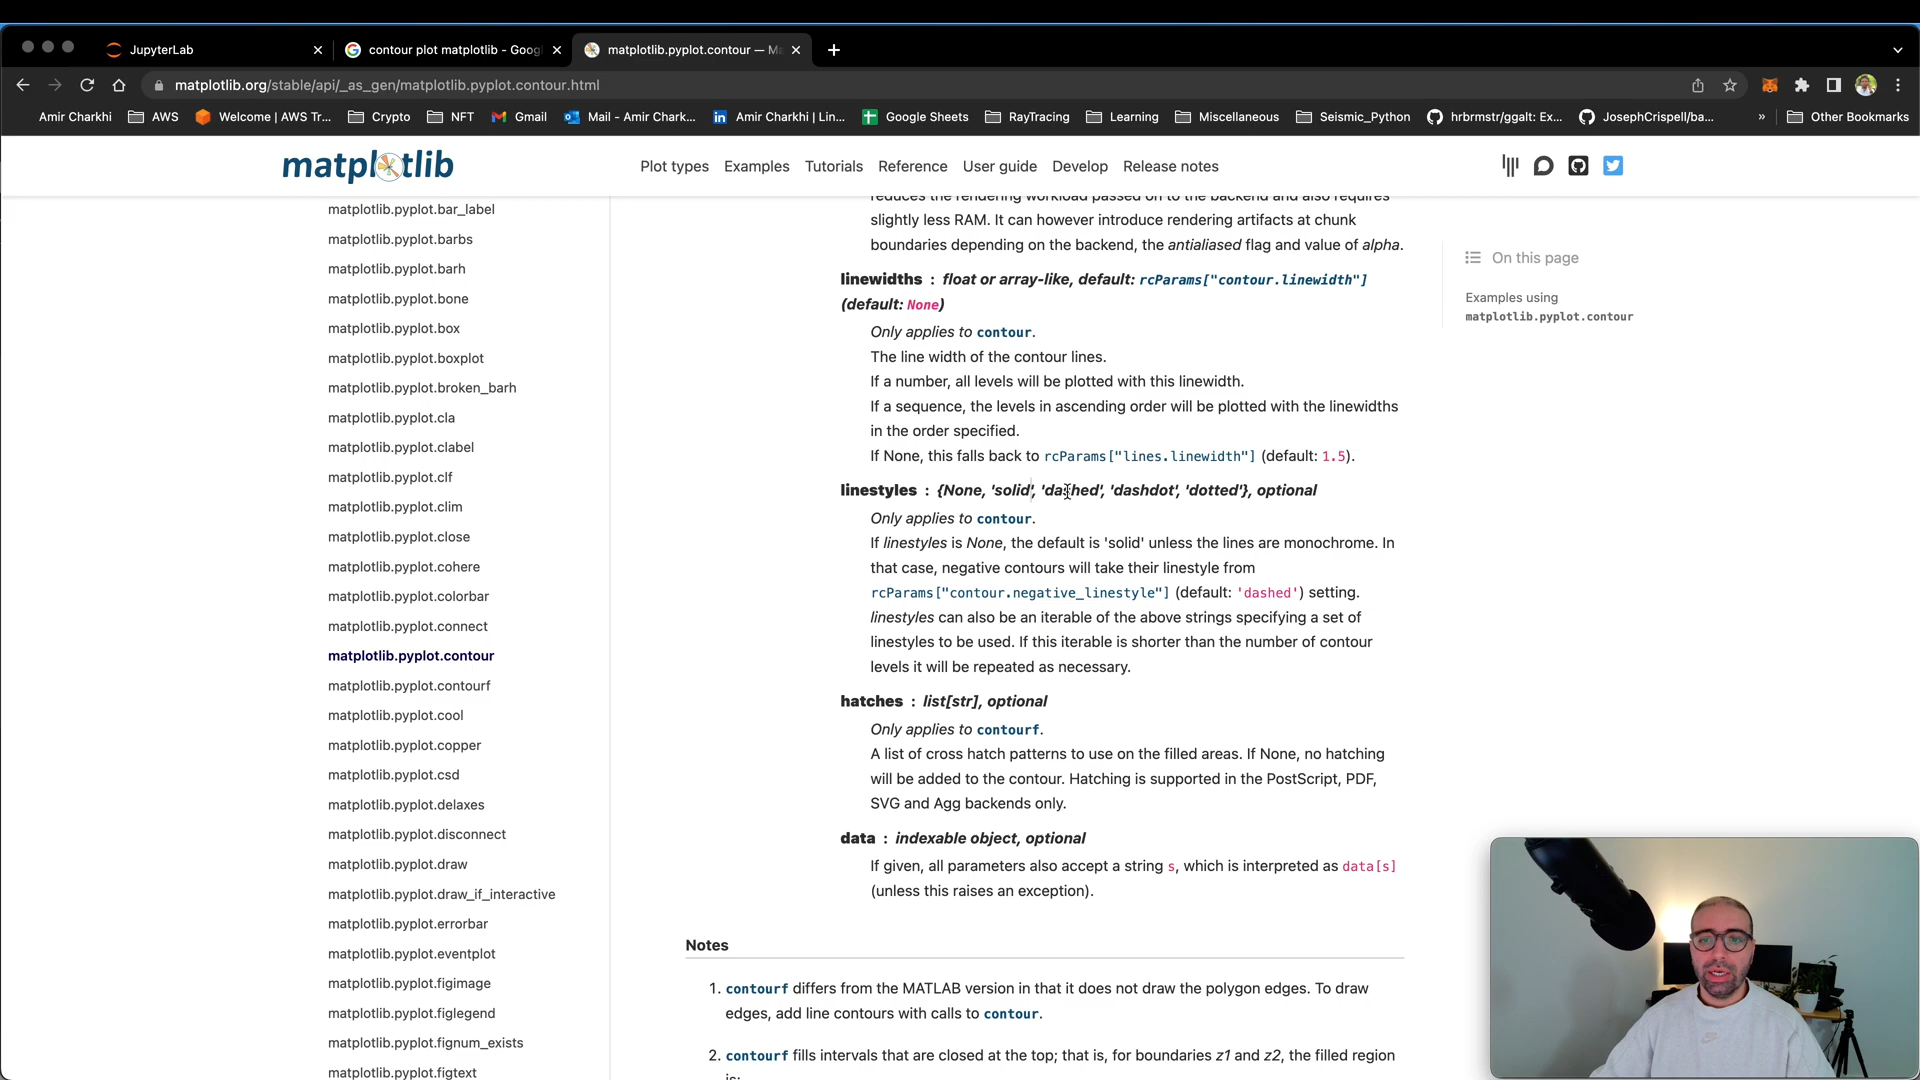 JupyterLab
contour plot matplotlib - Goog
matplotlib.pyplot.contour — Ma
matplotlib.org/stable/api/_as_gen/matplotlib.pyplot.contour.html
Amir Charkhi
AWS
Welcome | AWS Tr...
Crypto
NFT
Gmail
Mail - Amir Chark...
Amir Charkhi | Lin...
Google Sheets
RayTracing
Learning
Miscellaneous
Seismic_Python
hrbrmstr/ggalt: Ex...
JosephCrispell/ba...
»
Other Bookmarks
matplotlib
Plot types
Examples
Tutorials
Reference
User guide
Develop
Release notes
matplotlib.pyplot.bar_label
matplotlib.pyplot.barbs
matplotlib.pyplot.barh
matplotlib.pyplot.bone
matplotlib.pyplot.box
matplotlib.pyplot.boxplot
matplotlib.pyplot.broken_barh
matplotlib.pyplot.cla
matplotlib.pyplot.clabel
matplotlib.pyplot.clf
matplotlib.pyplot.clim
matplotlib.pyplot.close
matplotlib.pyplot.cohere
matplotlib.pyplot.colorbar
matplotlib.pyplot.connect
matplotlib.pyplot.contour
matplotlib.pyplot.contourf
matplotlib.pyplot.cool
matplotlib.pyplot.copper
matplotlib.pyplot.csd
matplotlib.pyplot.delaxes
matplotlib.pyplot.disconnect
matplotlib.pyplot.draw
matplotlib.pyplot.draw_if_interactive
matplotlib.pyplot.errorbar
matplotlib.pyplot.eventplot
matplotlib.pyplot.figimage
matplotlib.pyplot.figlegend
matplotlib.pyplot.fignum_exists
matplotlib.pyplot.figtext
reduces the rendering workload passed on to the backend and also requires
slightly less RAM. It can however introduce rendering artifacts at chunk
boundaries depending on the backend, the antialiased flag and value of alpha.
linewidths : float or array-like, default: rcParams["contour.linewidth"]
(default: None)
Only applies to contour.
The line width of the contour lines.
If a number, all levels will be plotted with this linewidth.
If a sequence, the levels in ascending order will be plotted with the linewidths
in the order specified.
If None, this falls back to rcParams["lines.linewidth"] (default: 1.5).
linestyles : {None, 'solid', 'dashed', 'dashdot', 'dotted'}, optional
Only applies to contour.
If linestyles is None, the default is 'solid' unless the lines are monochrome. In
that case, negative contours will take their linestyle from
rcParams["contour.negative_linestyle"] (default: 'dashed') setting.
linestyles can also be an iterable of the above strings specifying a set of
linestyles to be used. If this iterable is shorter than the number of contour
levels it will be repeated as necessary.
hatches : list[str], optional
Only applies to contourf.
A list of cross hatch patterns to use on the filled areas. If None, no hatching
will be added to the contour. Hatching is supported in the PostScript, PDF,
SVG and Agg backends only.
data : indexable object, optional
If given, all parameters also accept a string s, which is interpreted as data[s]
(unless this raises an exception).
Notes
1. contourf differs from the MATLAB version in that it does not draw the polygon edges. To draw
edges, add line contours with calls to contour.
2. contourf fills intervals that are closed at the top; that is, for boundaries z1 and z2, the filled region
is:
On this page
Examples using
matplotlib.pyplot.contour